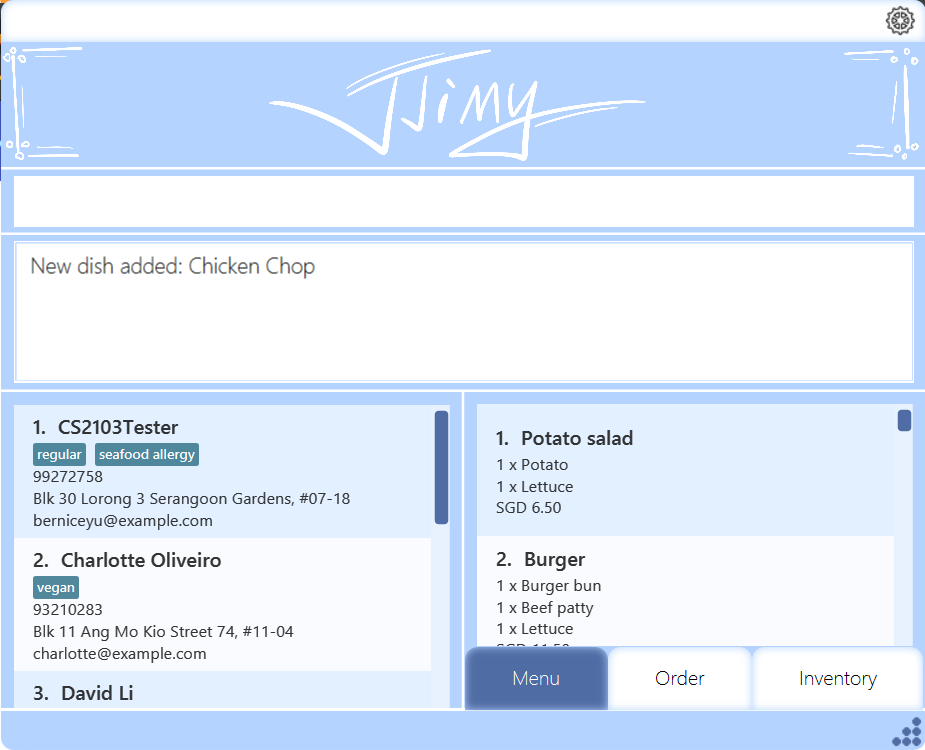 JJIMY
New dish added: Chicken Chop
1. CS2103Tester
regular seafood allergy
99272758
Blk 30 Lorong 3 Serangoon Gardens, #07-18
berniceyu@example.com
2. Charlotte Oliveiro
vegan
93210283
Blk 11 Ang Mo Kio Street 74, #11-04
charlotte@example.com
3. David Li
1. Potato salad
1 x Potato
1 x Lettuce
SGD 6.50
2. Burger
1 x Burger bun
1 x Beef patty
1 x Lettuce
Menu
Order
Inventory